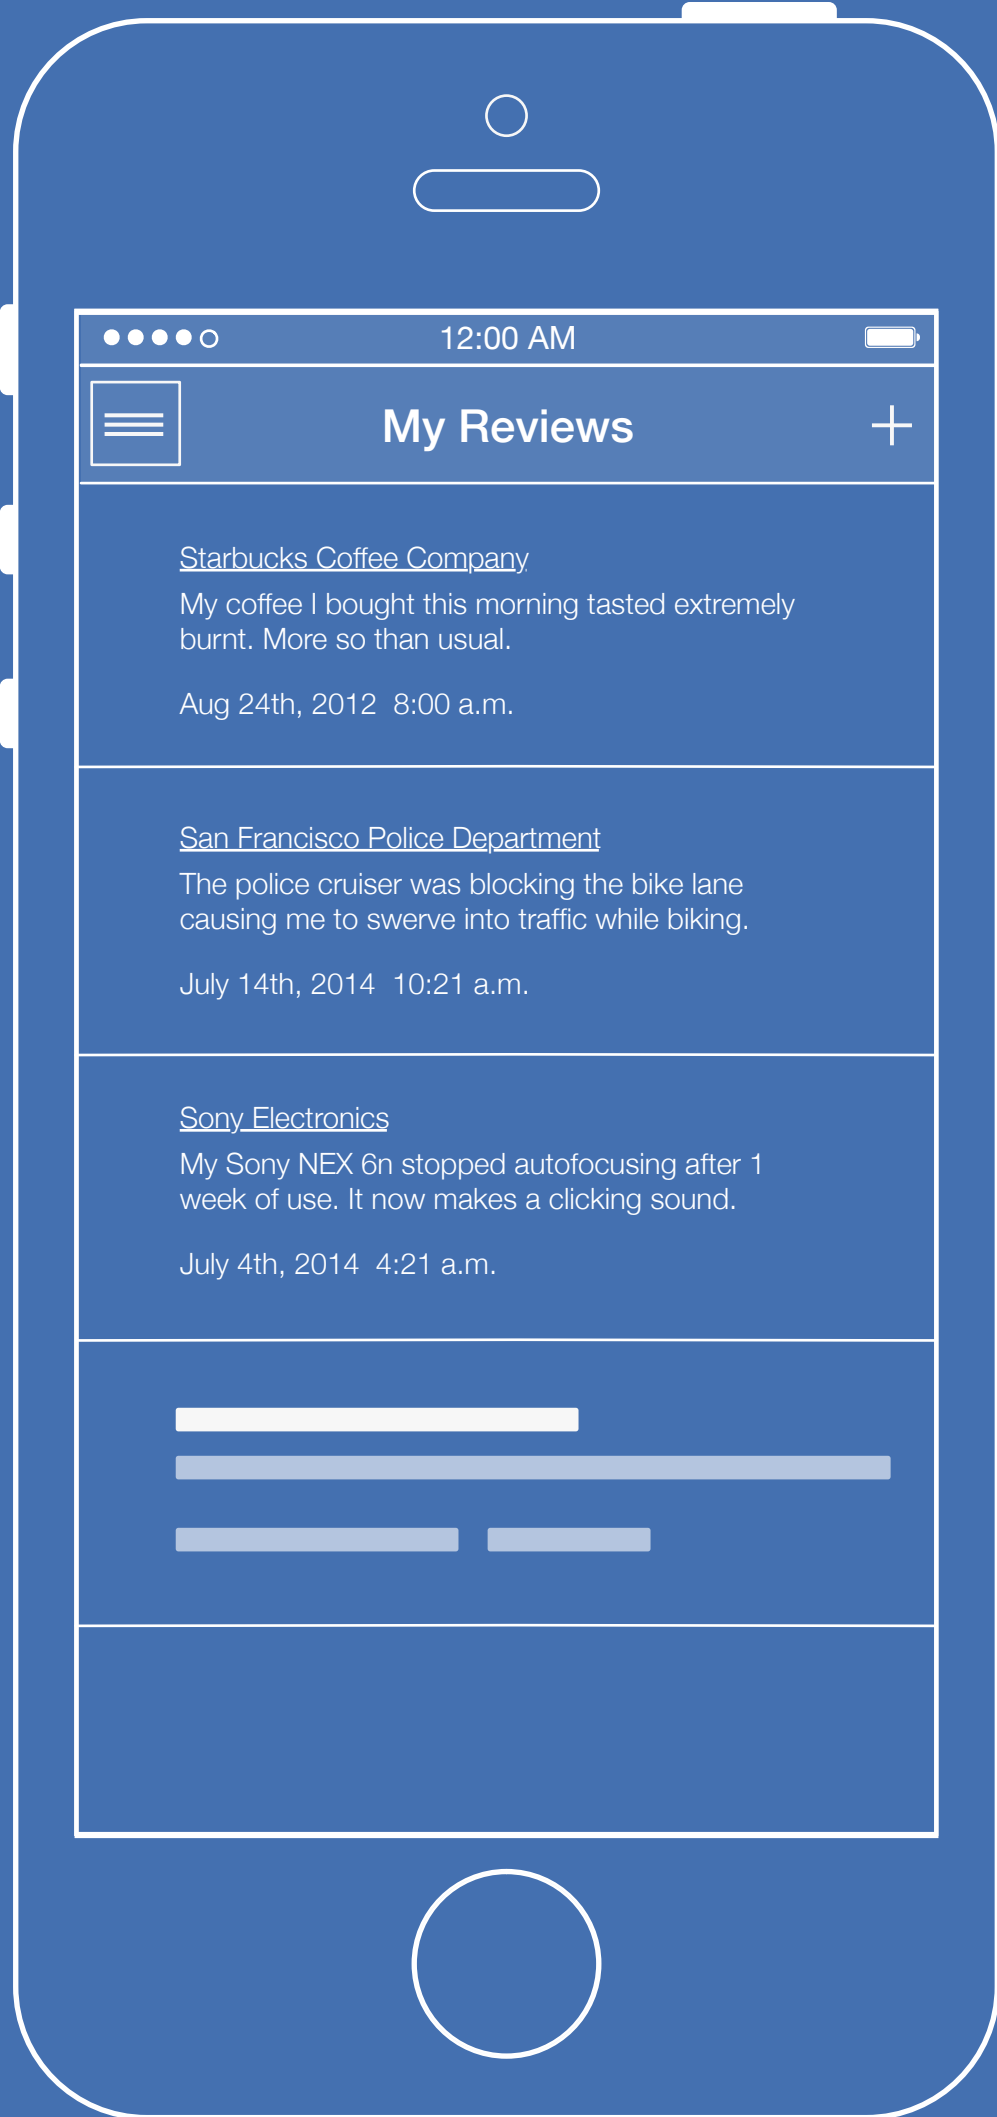 12:00 AM
My Reviews
Starbucks Coffee Company
My coffee I bought this morning tasted extremely
burnt. More so than usual.
Aug 24th, 2012  8:00 a.m.
San Francisco Police Department
The police cruiser was blocking the bike lane
causing me to swerve into traffic while biking.
July 14th, 2014  10:21 a.m.
Sony Electronics
My Sony NEX 6n stopped autofocusing after 1
week of use. It now makes a clicking sound.
July 4th, 2014  4:21 a.m.